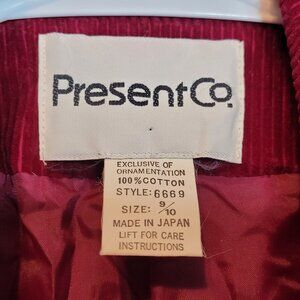 PresentCo.
EXCLUSIVE OF
ORNAMENTATION
100% COTTON
STYLE: 6669
SIZE: 9/10
MADE IN JAPAN
LIFT FOR CARE
INSTRUCTIONS